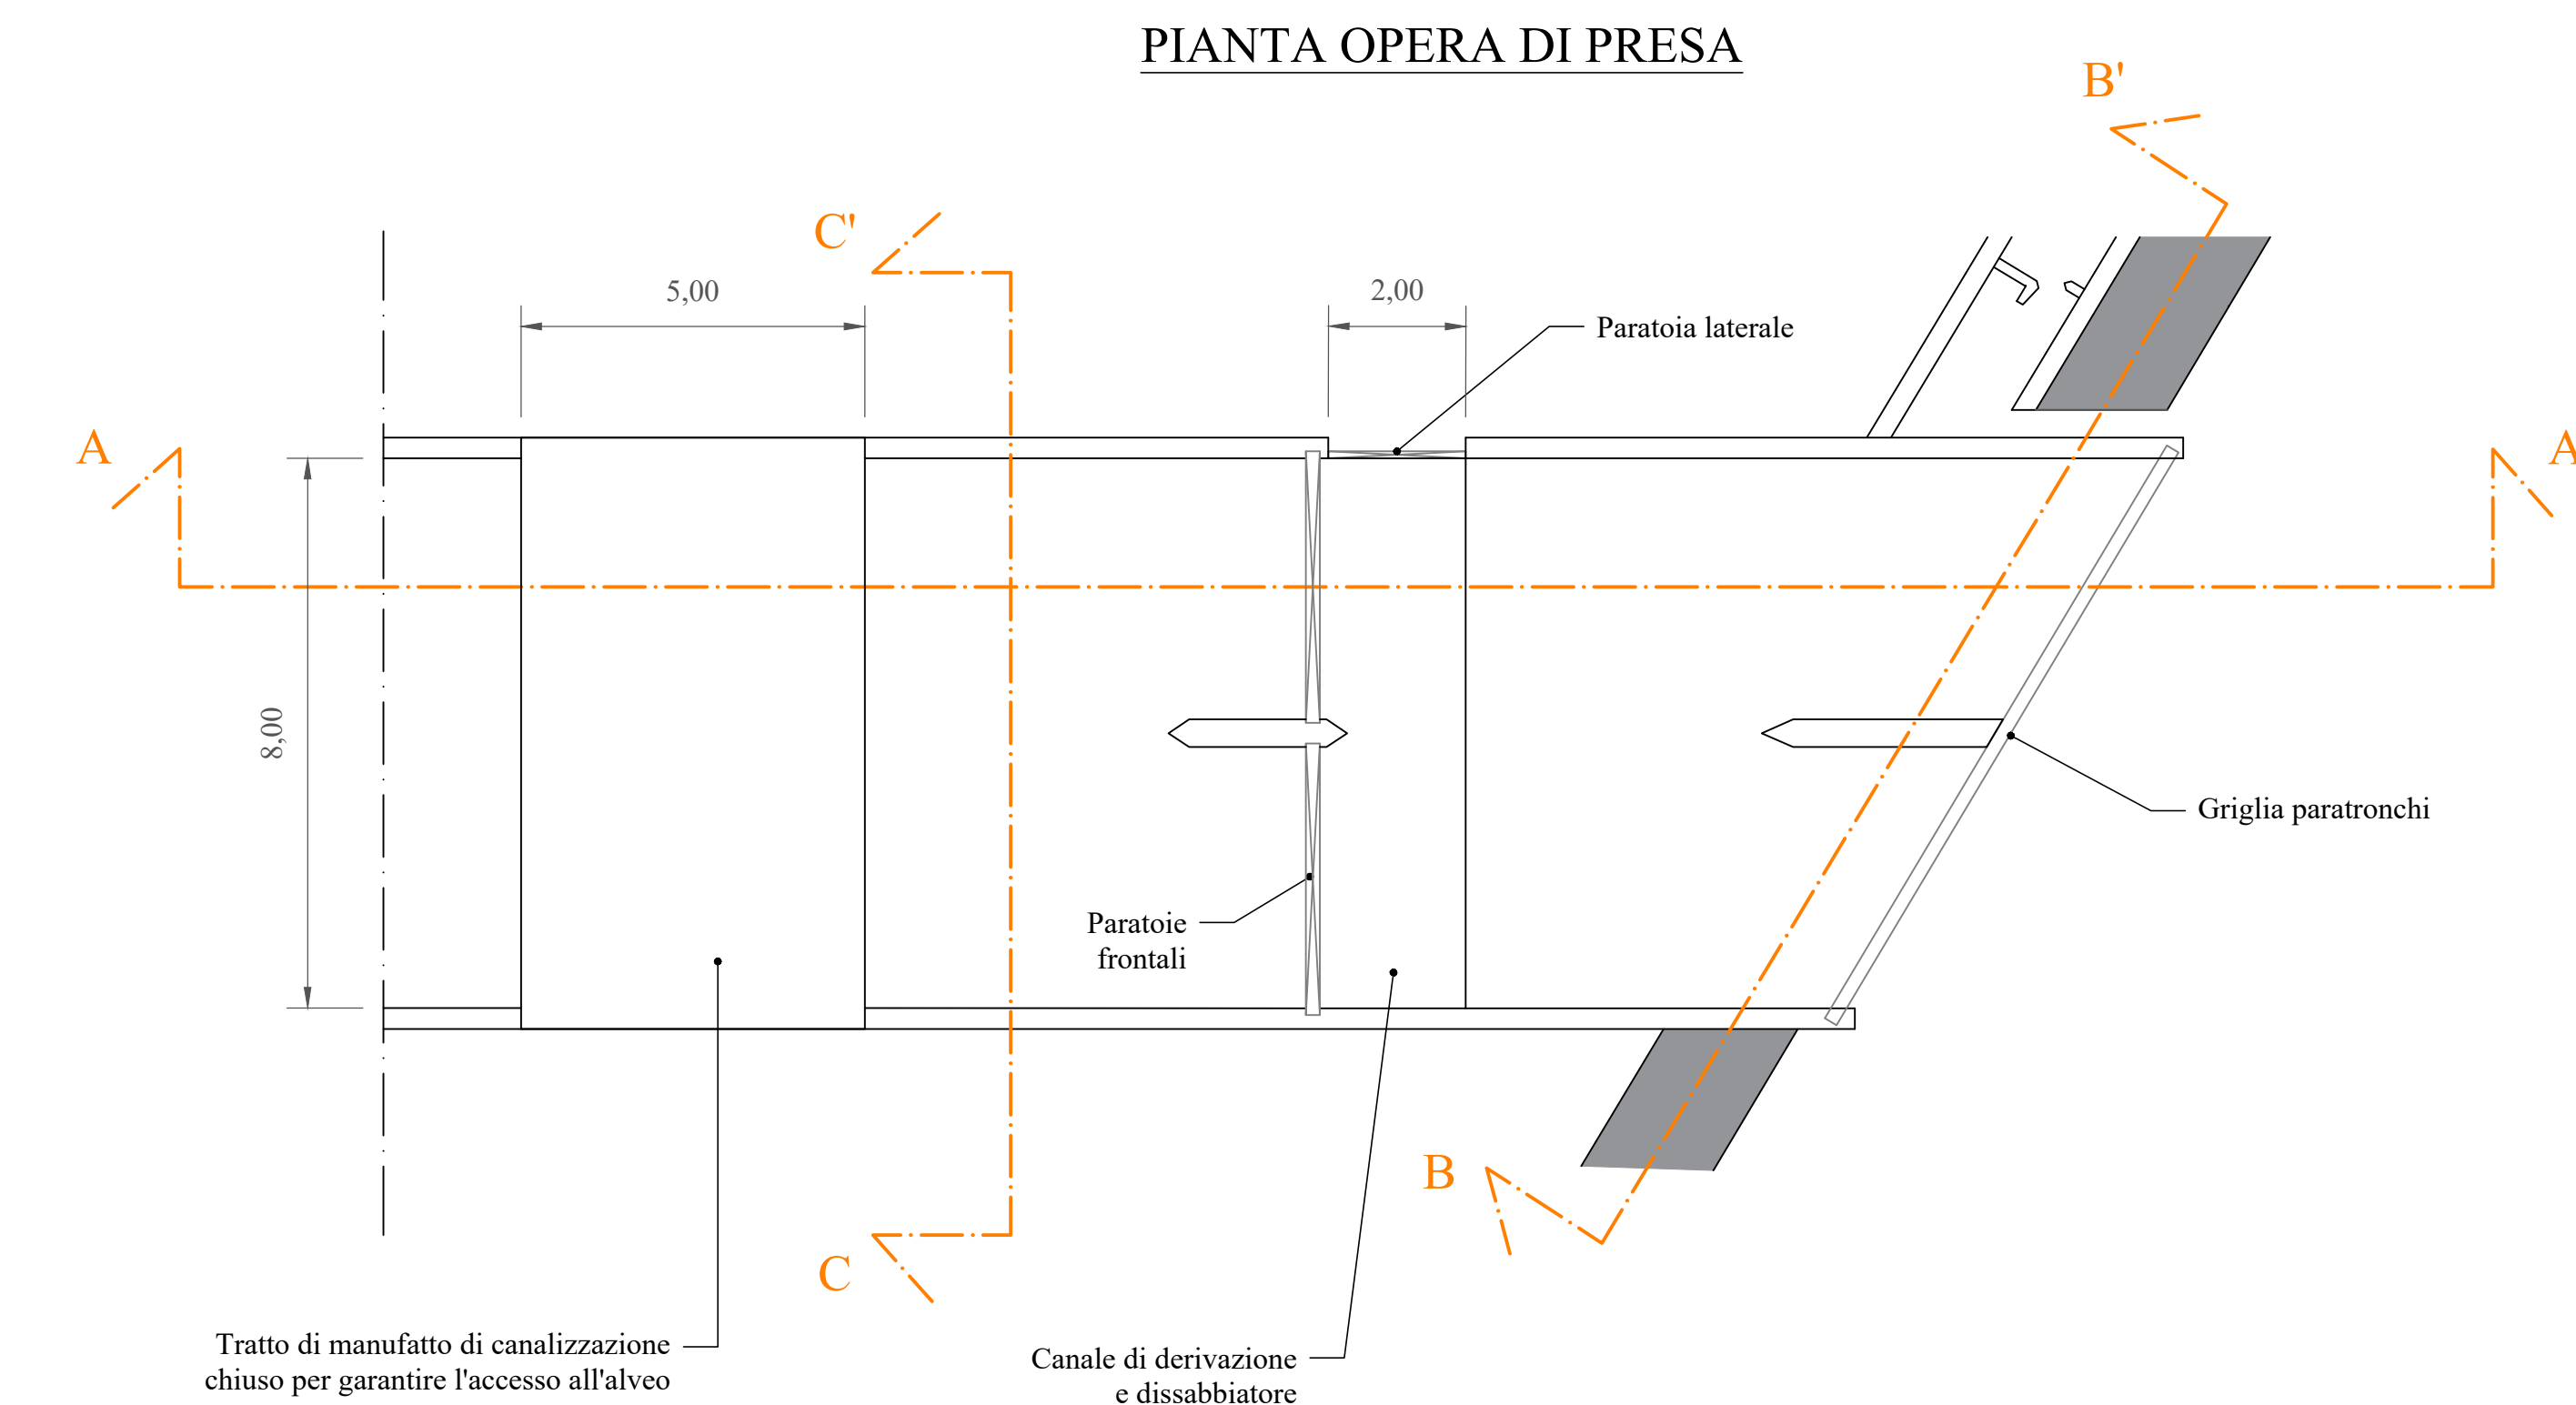 PIANTA OPERA DI PRESA
B'
C'
5,00
2,00
Paratoia laterale
A
A
8,00
Griglia paratronchi
Paratoie
frontali
B
C
Tratto di manufatto di canalizzazione
chiuso per garantire l'accesso all'alveo
Canale di derivazione
e dissabbiatore